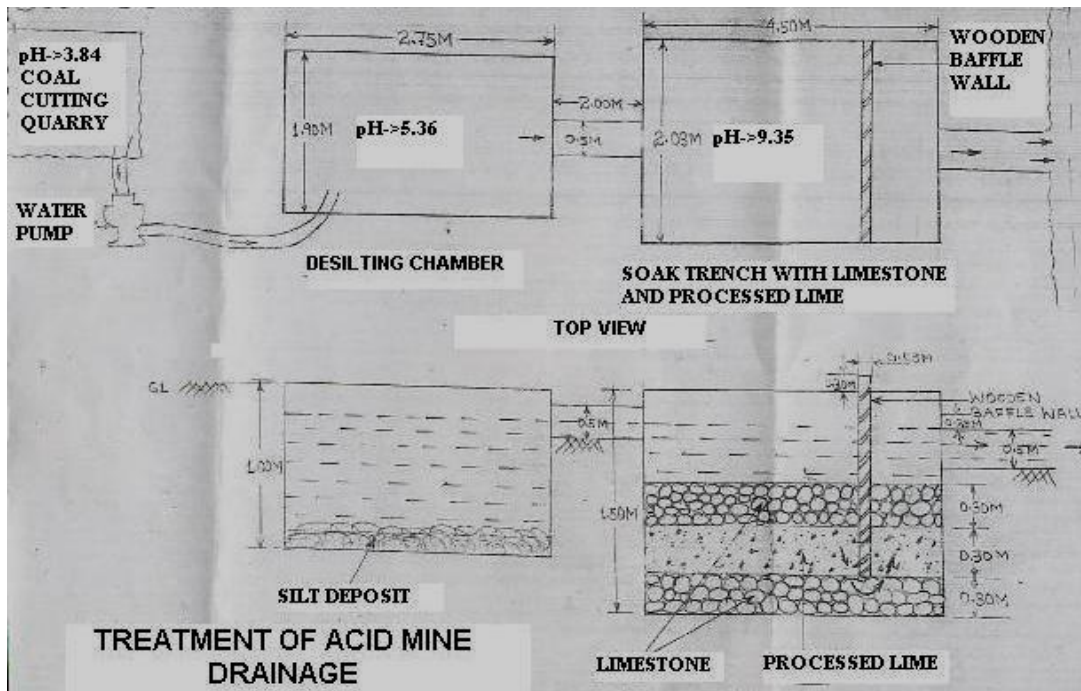 pH->3.84
COAL
CUTTING
QUARRY
2.75M
4.50M
WOODEN
BAFFLE
WALL
1.90M
pH->5.36
2.00M
0.5M
2.03M
pH->9.35
WATER
PUMP
DESILTING CHAMBER
SOAK TRENCH WITH LIMESTONE
AND PROCESSED LIME
TOP VIEW
GL
0.5M
WOODEN
BAFFLE WALL
0.30M
0.5M
1.00M
1.50M
0.30M
0.30M
0.30M
SILT DEPOSIT
TREATMENT OF ACID MINE
DRAINAGE
LIMESTONE
PROCESSED LIME